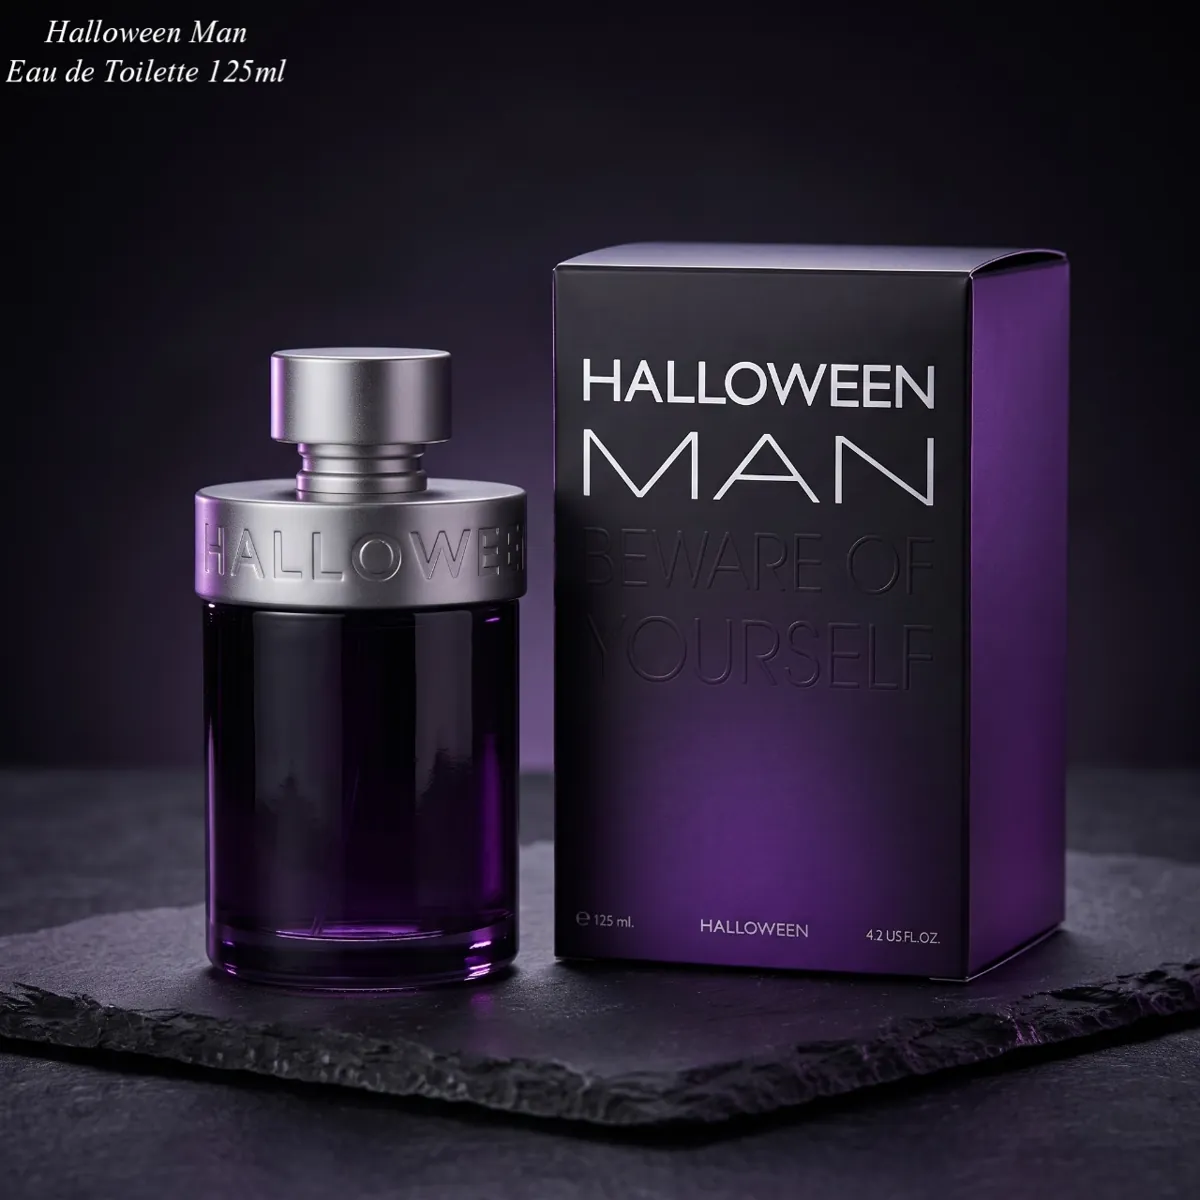 Halloween Man
Eau de Toilette 125ml
HALLOWEEN
MAN
BEWARE OF
YOURSELF
℮ 125 ml.
HALLOWEEN
4.2 US.FL.OZ.
HALLOWEE